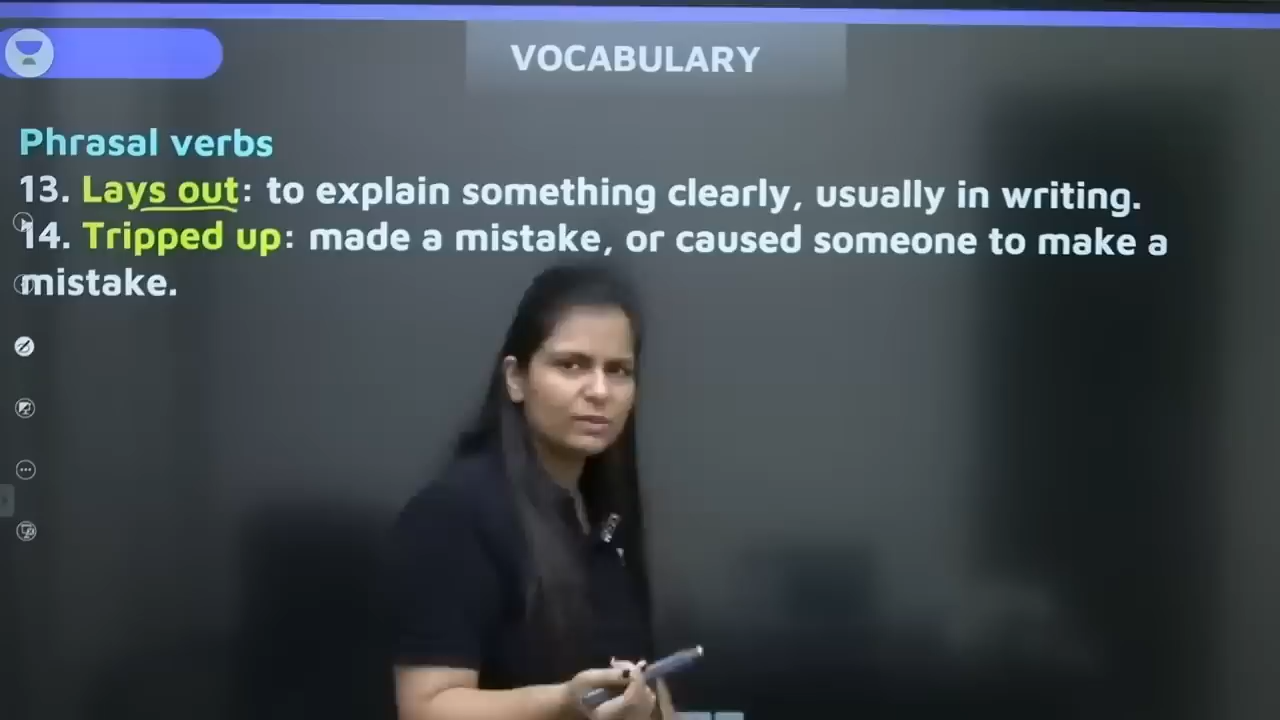 VOCABULARY
Phrasal verbs
13. Lays out: to explain something clearly, usually in writing.
14. Tripped up: made a mistake, or caused someone to make a
mistake.